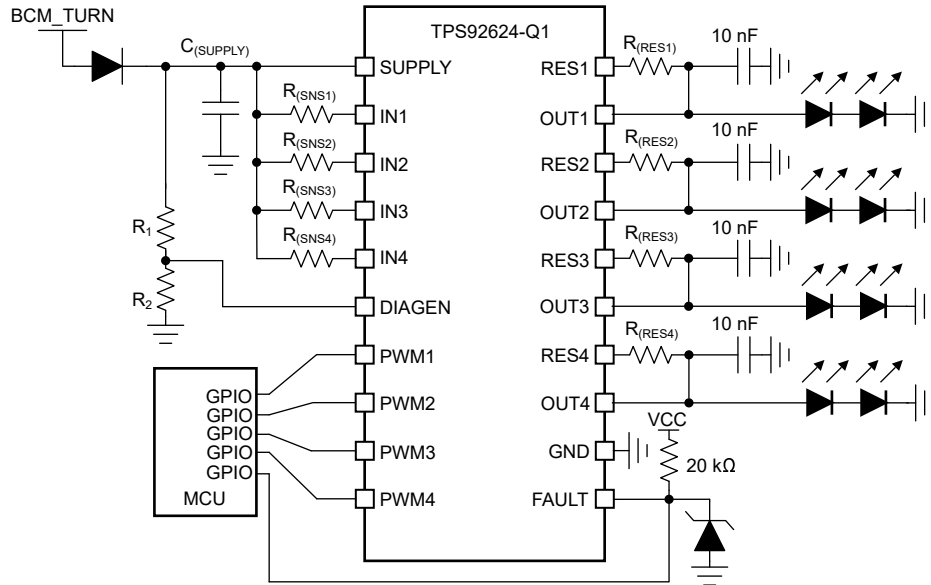 BCM_TURN
C(SUPPLY)
R(SNS1)
R(SNS2)
R(SNS3)
R(SNS4)
R1
R2
TPS92624-Q1
SUPPLY
IN1
IN2
IN3
IN4
DIAGEN
PWM1
PWM2
PWM3
PWM4
RES1
OUT1
RES2
OUT2
RES3
OUT3
RES4
OUT4
GND
FAULT
R(RES1)
10 nF
R(RES2)
10 nF
R(RES3)
10 nF
R(RES4)
10 nF
VCC
20 kΩ
GPIO
GPIO
GPIO
GPIO
GPIO
MCU